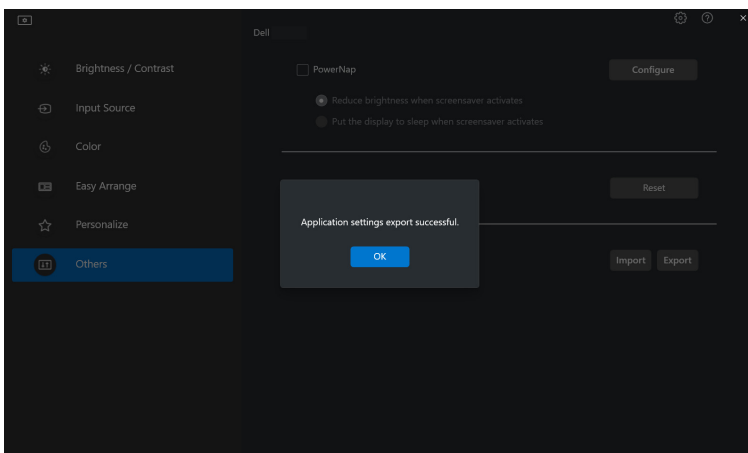 Dell
Brightness / Contrast
Input Source
Color
Easy Arrange
Personalize
Others
PowerNap
Configure
Reduce brightness when screensaver activates
Put the display to sleep when screensaver activates
Reset
Application settings export successful.
OK
Import Export